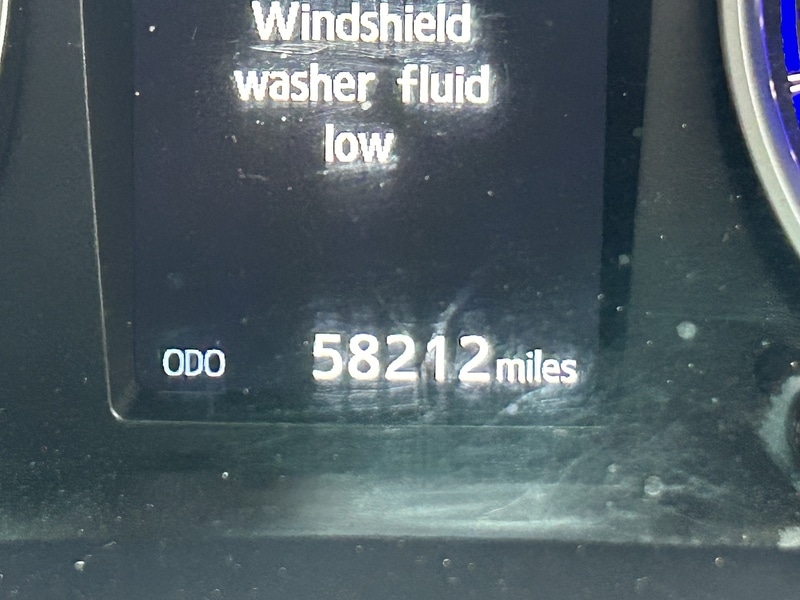 Windshield
washer fluid
low
ODO 58212 miles